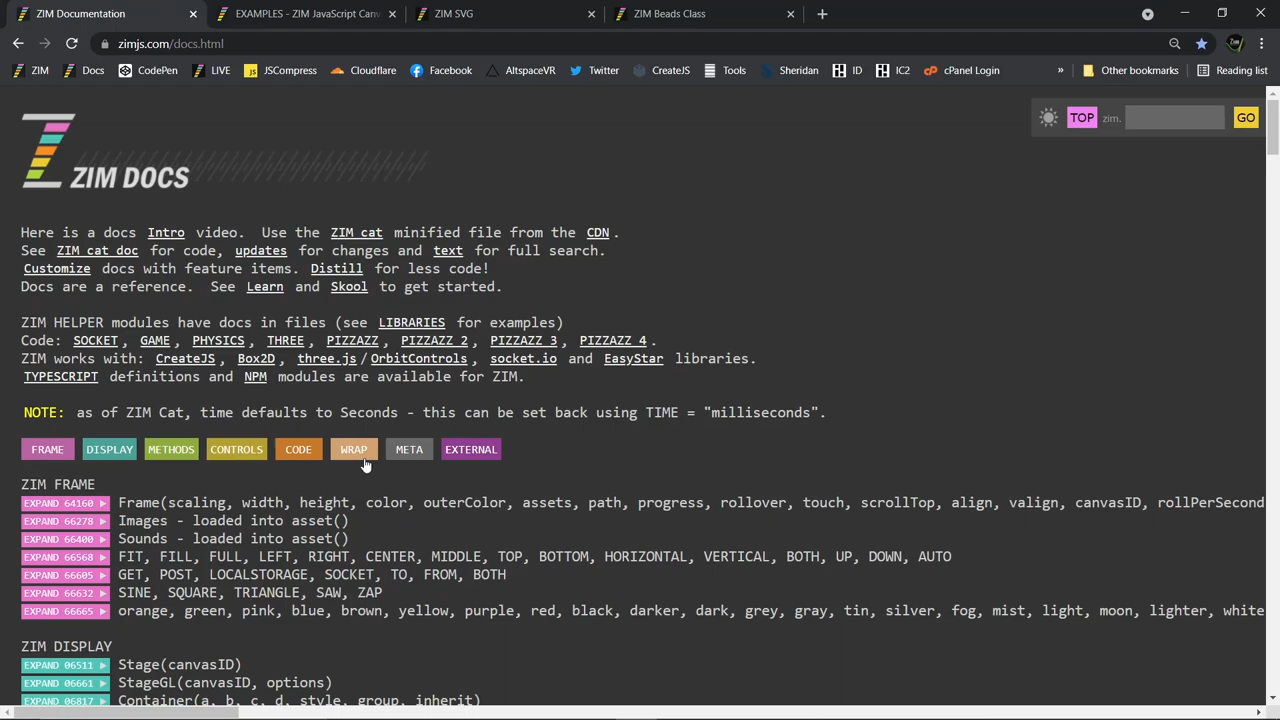 ZIM Documentation
EXAMPLES - ZIM JavaScript Canv
ZIM SVG
ZIM Beads Class
zimjs.com/docs.html
ZIM
Docs
CodePen
LIVE
JSCompress
Cloudflare
Facebook
AltspaceVR
Twitter
CreateJS
Tools
Sheridan
ID
IC2
cPanel Login
»
Other bookmarks
Reading list
TOP zim. GO
ZIM DOCS
Here is a docs Intro video. Use the ZIM cat minified file from the CDN.
See ZIM cat doc for code, updates for changes and text for full search.
Customize docs with feature items. Distill for less code!
Docs are a reference. See Learn and Skool to get started.
ZIM HELPER modules have docs in files (see LIBRARIES for examples)
Code: SOCKET, GAME, PHYSICS, THREE, PIZZAZZ, PIZZAZZ 2, PIZZAZZ 3, PIZZAZZ 4.
ZIM works with: CreateJS, Box2D, three.js/OrbitControls, socket.io and EasyStar libraries.
TYPESCRIPT definitions and NPM modules are available for ZIM.
NOTE: as of ZIM Cat, time defaults to Seconds - this can be set back using TIME = "milliseconds".
FRAME DISPLAY METHODS CONTROLS CODE WRAP META EXTERNAL
ZIM FRAME
EXPAND 64160 ▶ Frame(scaling, width, height, color, outerColor, assets, path, progress, rollover, touch, scrollTop, align, valign, canvasID, rollPerSecond
EXPAND 66278 ▶ Images - loaded into asset()
EXPAND 66400 ▶ Sounds - loaded into asset()
EXPAND 66568 ▶ FIT, FILL, FULL, LEFT, RIGHT, CENTER, MIDDLE, TOP, BOTTOM, HORIZONTAL, VERTICAL, BOTH, UP, DOWN, AUTO
EXPAND 66605 ▶ GET, POST, LOCALSTORAGE, SOCKET, TO, FROM, BOTH
EXPAND 66632 ▶ SINE, SQUARE, TRIANGLE, SAW, ZAP
EXPAND 66665 ▶ orange, green, pink, blue, brown, yellow, purple, red, black, darker, dark, grey, gray, tin, silver, fog, mist, light, moon, lighter, white
ZIM DISPLAY
EXPAND 06511 ▶ Stage(canvasID)
EXPAND 06661 ▶ StageGL(canvasID, options)
EXPAND 06817 ▶ Container(a, b, c, d, style, group, inherit)